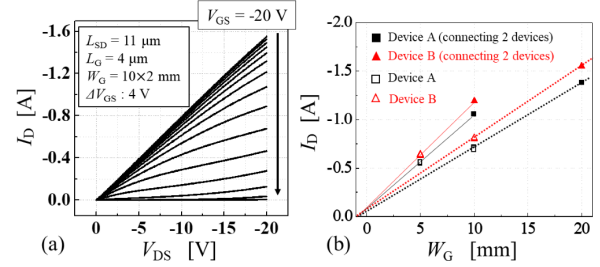 V_GS = -20 V
L_SD = 11 μm
L_G = 4 μm
W_G = 10×2 mm
ΔV_GS : 4 V
-1.6
-1.2
-0.8
-0.4
0.0
I_D [A]
0
-5
-10
-15
-20
(a)
V_DS [V]
-2.0
-1.5
-1.0
-0.5
-0.0
I_D [A]
Device A (connecting 2 devices)
Device B (connecting 2 devices)
Device A
Device B
0
5
10
15
20
(b)
W_G [mm]